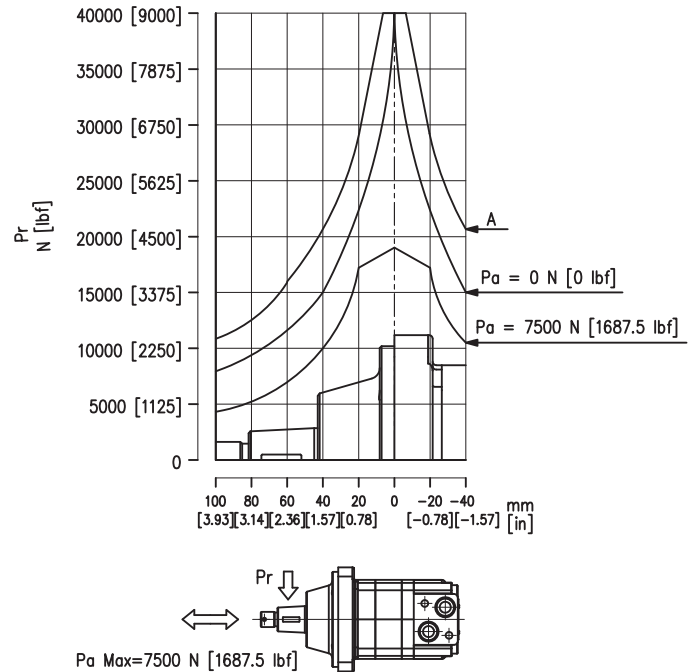 40000 [9000]
35000 [7875]
30000 [6750]
25000 [5625]
20000 [4500]
15000 [3375]
10000 [2250]
5000 [1125]
0
Pr
N [lbf]
A
Pa = 0 N [0 lbf]
Pa = 7500 N [1687.5 lbf]
100 80 60 40 20 0 -20 -40 mm
[3.93][3.14][2.36][1.57][0.78] [-0.78][-1.57] [in]
Pr
Pa Max=7500 N [1687.5 lbf]